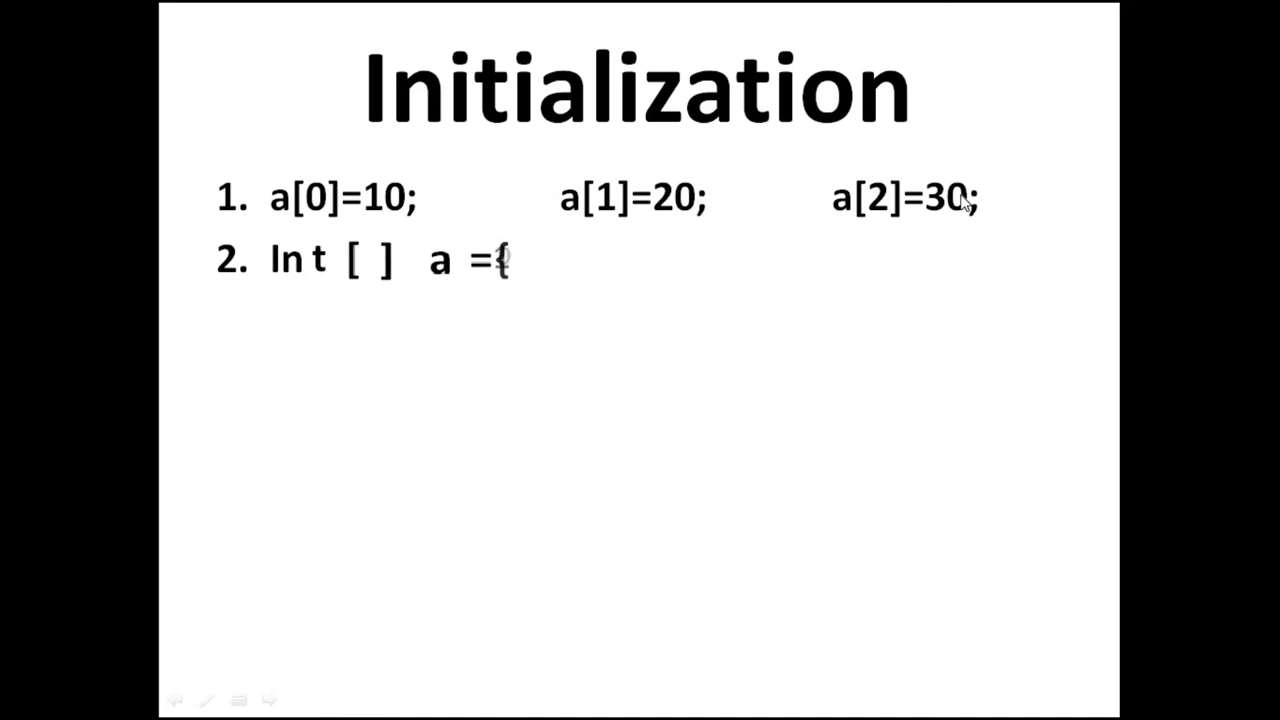 Initialization
1. a[0]=10; a[1]=20; a[2]=30;
2. In t [ ] a ={